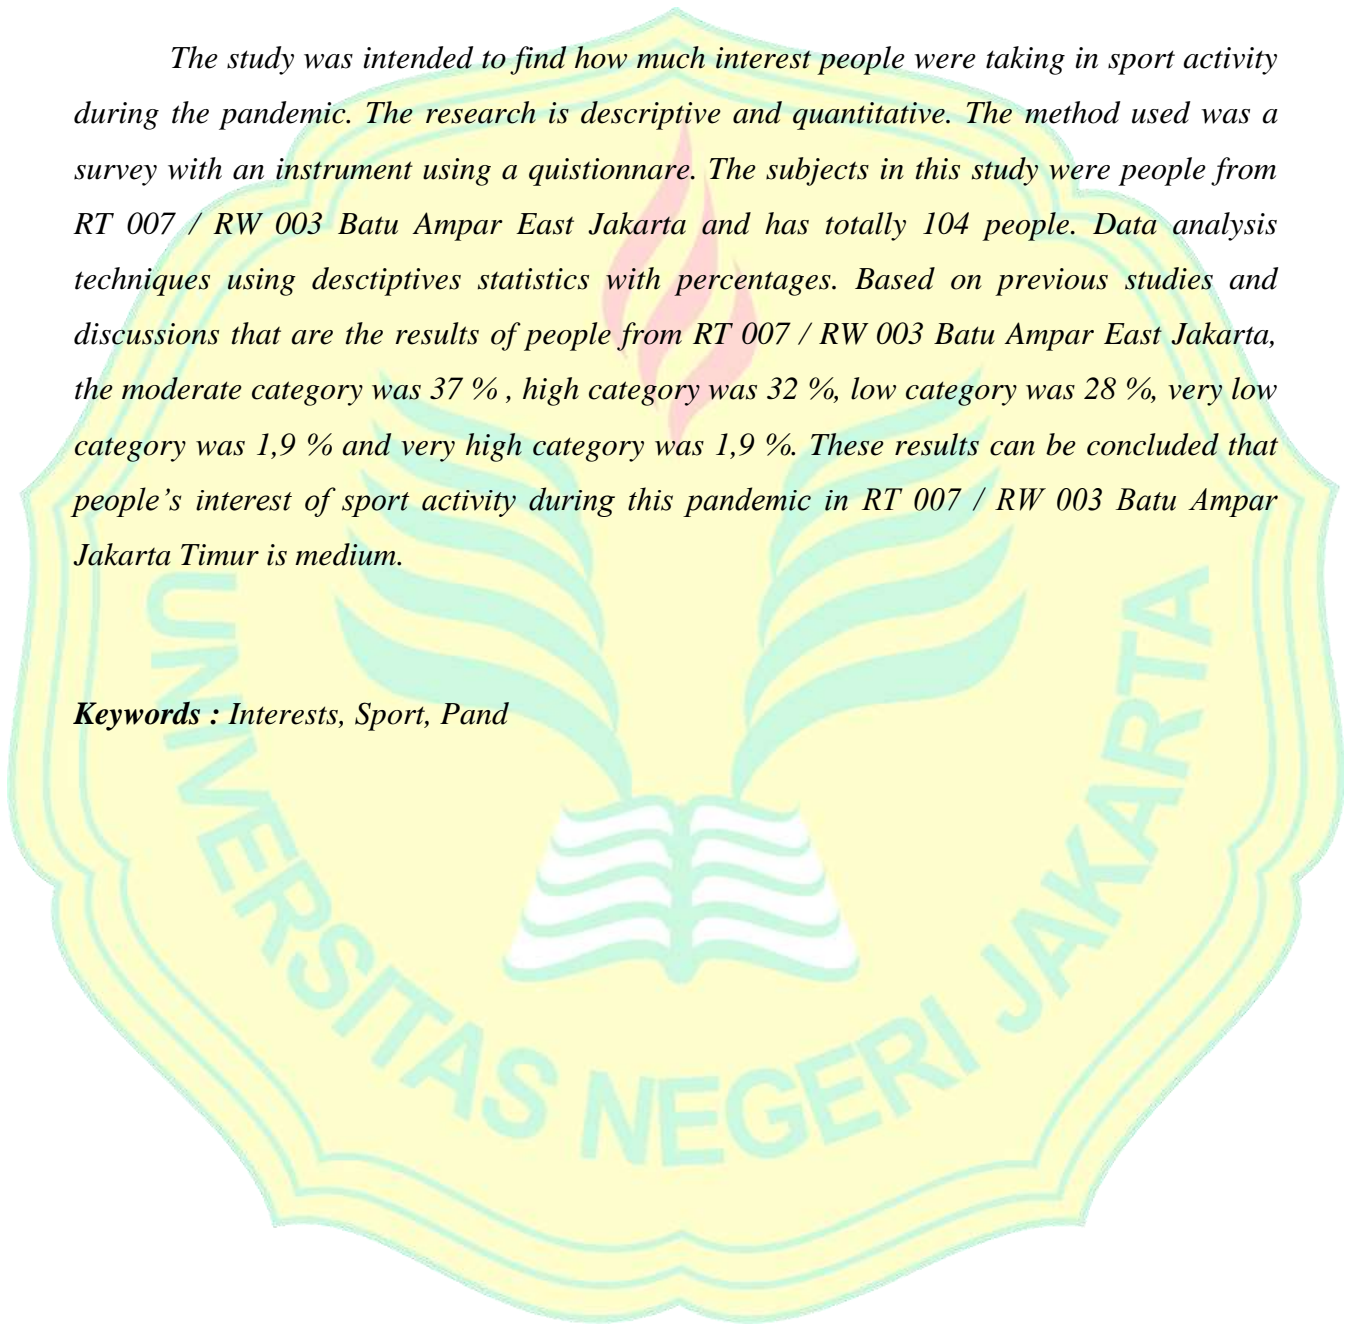 The study was intended to find how much interest people were taking in sport activity
during the pandemic. The research is descriptive and quantitative. The method used was a
survey with an instrument using a quistionnare. The subjects in this study were people from
RT 007 / RW 003 Batu Ampar East Jakarta and has totally 104 people. Data analysis
techniques using desctiptives statistics with percentages. Based on previous studies and
discussions that are the results of people from RT 007 / RW 003 Batu Ampar East Jakarta,
the moderate category was 37 % , high category was 32 %, low category was 28 %, very low
category was 1,9 % and very high category was 1,9 %. These results can be concluded that
people’s interest of sport activity during this pandemic in RT 007 / RW 003 Batu Ampar
Jakarta Timur is medium.
Keywords : Interests, Sport, Pand
UNIVERSITAS NEGERI JAKARTA